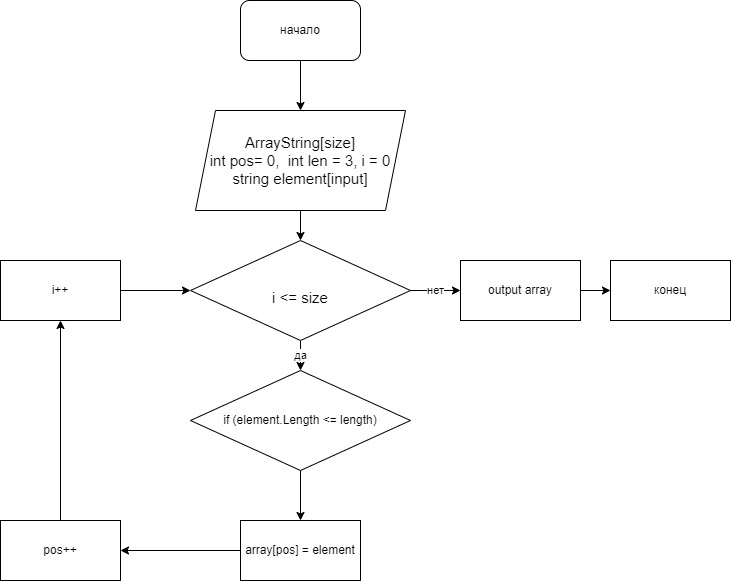 начало
ArrayString[size]
int pos= 0,  int len = 3, i = 0
string element[input]
i++
i <= size
нет
output array
конец
да
if (element.Length <= length)
pos++
array[pos] = element